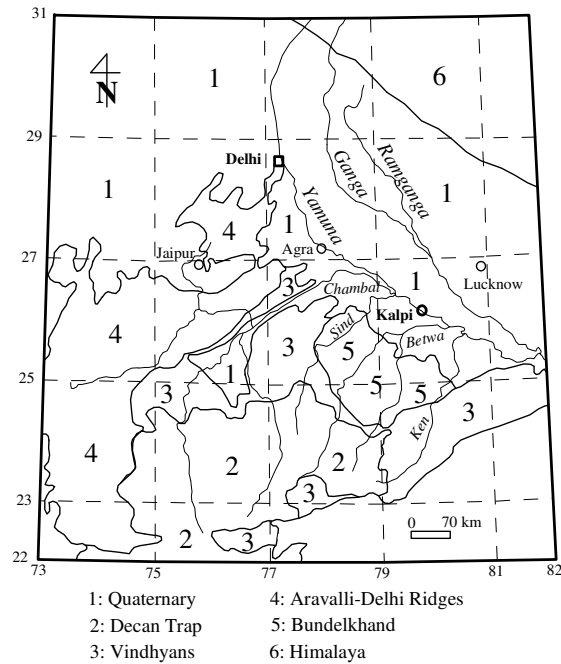 31
1
6
N
29
Delhi
Ganga
Ramganga
1
1
Yamuna
4
1
Jaipur
Agra
27
3
Chambal
1
Lucknow
Kalpi
4
Sind
3
5
Betwa
1
25
3
5
5
3
Ken
4
2
2
3
23
0 70 km
2
3
22
73 75 77 79 81 82
1: Quaternary
2: Decan Trap
3: Vindhyans
4: Aravalli-Delhi Ridges
5: Bundelkhand
6: Himalaya